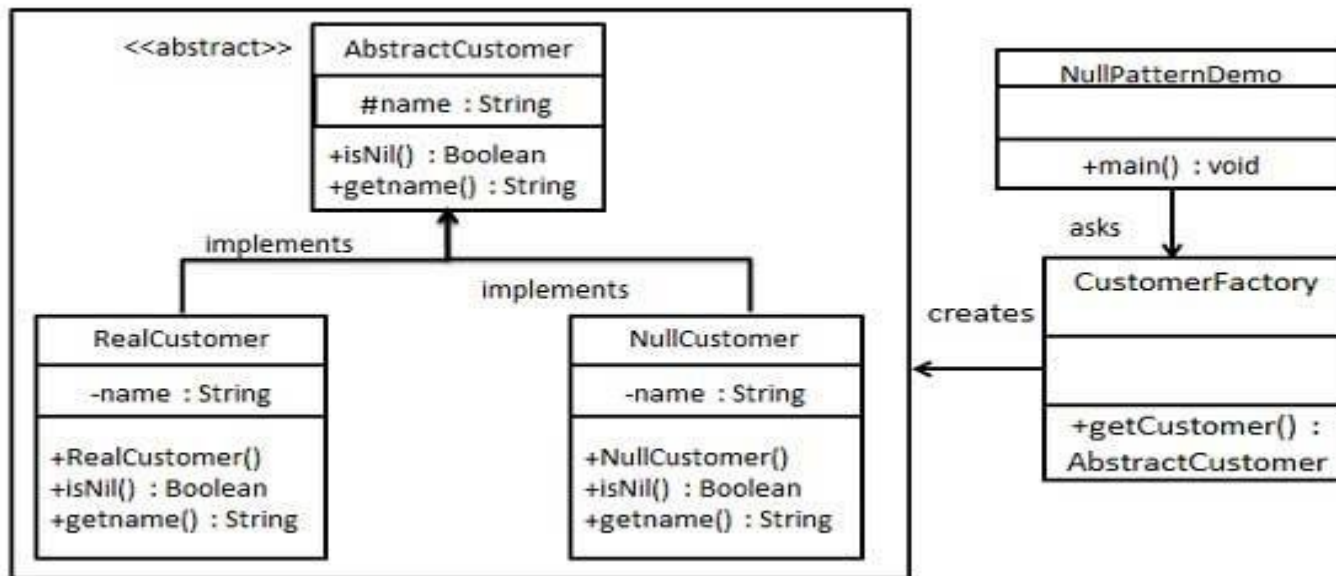 <<abstract>>
AbstractCustomer
#name : String
+isNil() : Boolean
+getname() : String
implements
implements
RealCustomer
-name : String
+RealCustomer()
+isNil() : Boolean
+getname() : String
NullCustomer
-name : String
+NullCustomer()
+isNil() : Boolean
+getname() : String
NullPatternDemo
+main() : void
asks
CustomerFactory
creates
+getCustomer() :
AbstractCustomer